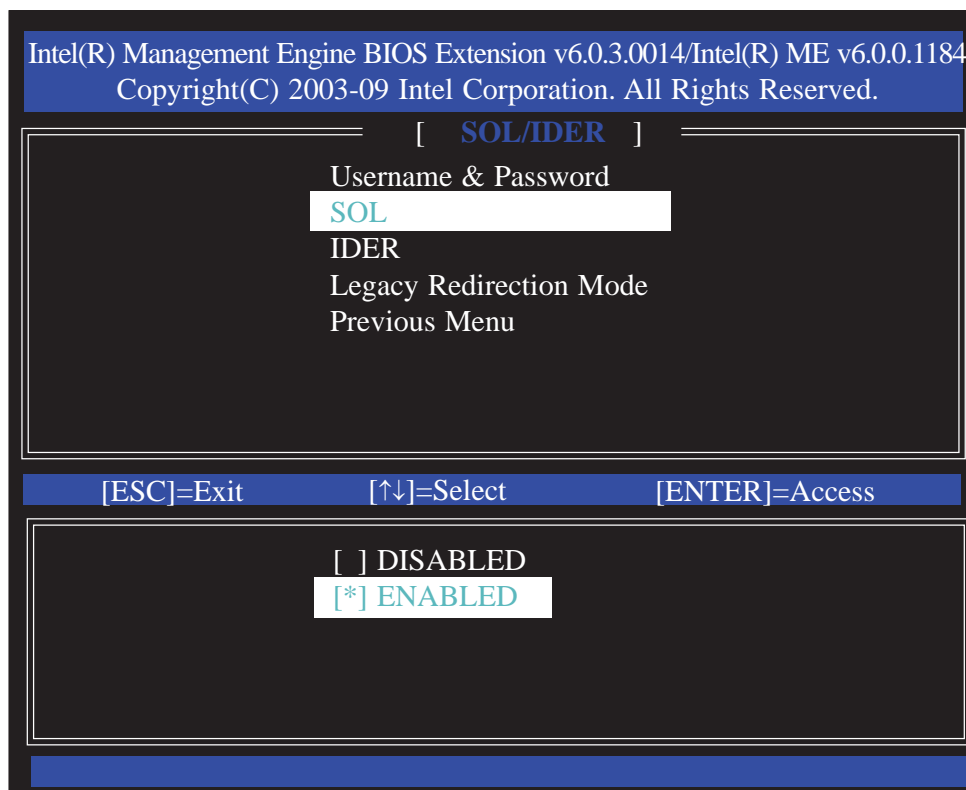 Intel(R) Management Engine BIOS Extension v6.0.3.0014/Intel(R) ME v6.0.0.1184
Copyright(C) 2003-09 Intel Corporation. All Rights Reserved.
[ SOL/IDER ]
Username & Password
SOL
IDER
Legacy Redirection Mode
Previous Menu
[ESC]=Exit [↑↓]=Select [ENTER]=Access
[ ] DISABLED
[*] ENABLED